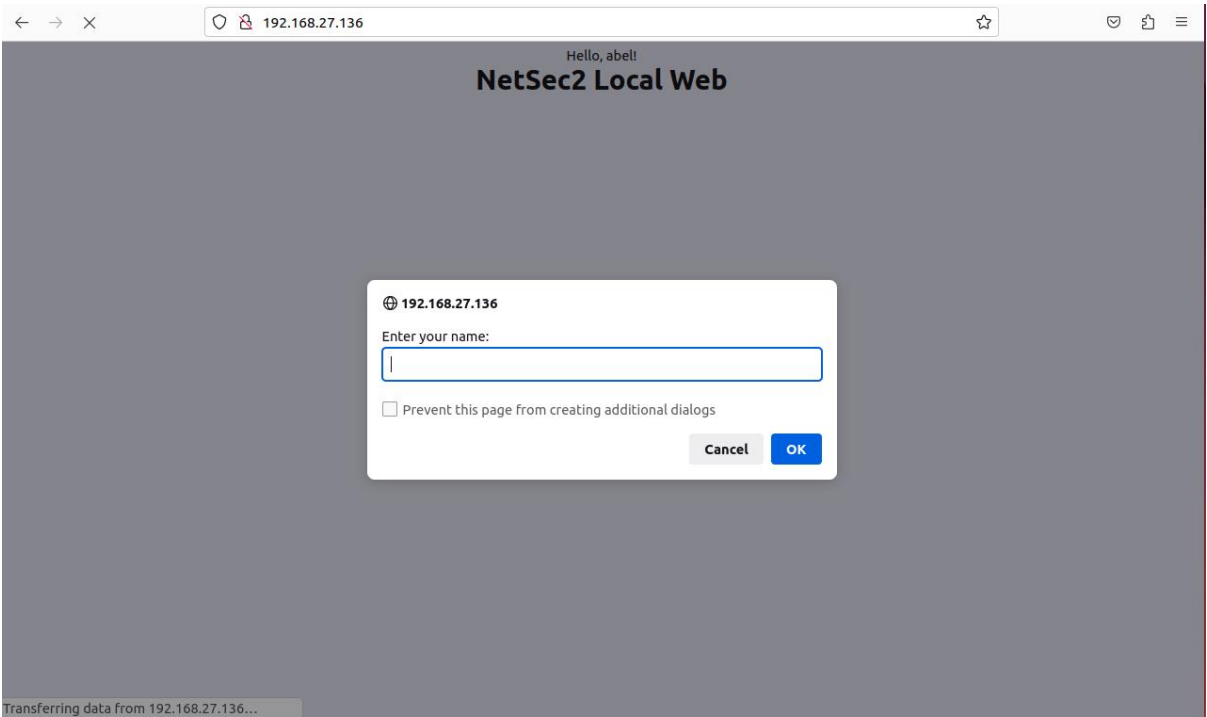 192.168.27.136
Hello, abel!
NetSec2 Local Web
192.168.27.136
Enter your name:
Prevent this page from creating additional dialogs
Cancel OK
Transferring data from 192.168.27.136...